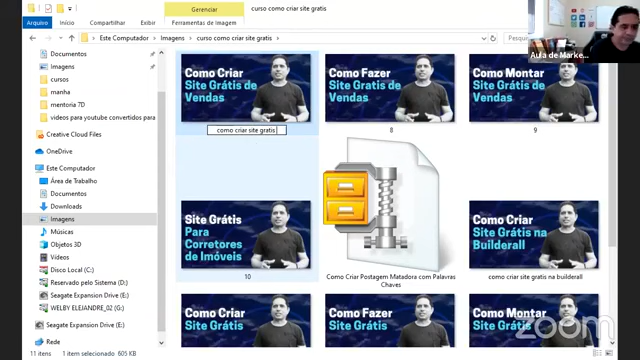 Gerenciar
curso como criar site gratis
Arquivo Início Compartilhar Exibir Ferramentas de Imagem
Este Computador > Imagens > curso como criar site gratis >
Aula de Marke...
Documentos
Imagens
cursos
manha
mentoria 7D
videos para youtube convertidos para
Creative Cloud Files
OneDrive
Este Computador
Área de Trabalho
Documentos
Downloads
Imagens
Músicas
Objetos 3D
Vídeos
Disco Local (C:)
Reservado pelo Sistema (D:)
Seagate Expansion Drive (E:)
WELBY ELEJANDRE_02 (G:)
Seagate Expansion Drive (E:)
Rede
Como Criar
Site Grátis de
Vendas
como criar site gratis
Como Fazer
Site Gratis de
Vendas
8
Como Montar
Site Grátis de
Vendas
9
Site Grátis
Para
Corretores
de Imóveis
10
Como Criar Postagem Matadora com Palavras
Chaves
Como Criar
Site Grátis na
Builderall
como criar site gratis na builderall
Como Criar
Site Grátis
Como Fazer
Site Grátis
Como Montar
Site Grátis
11 itens 1 item selecionado 605 KB
zoom